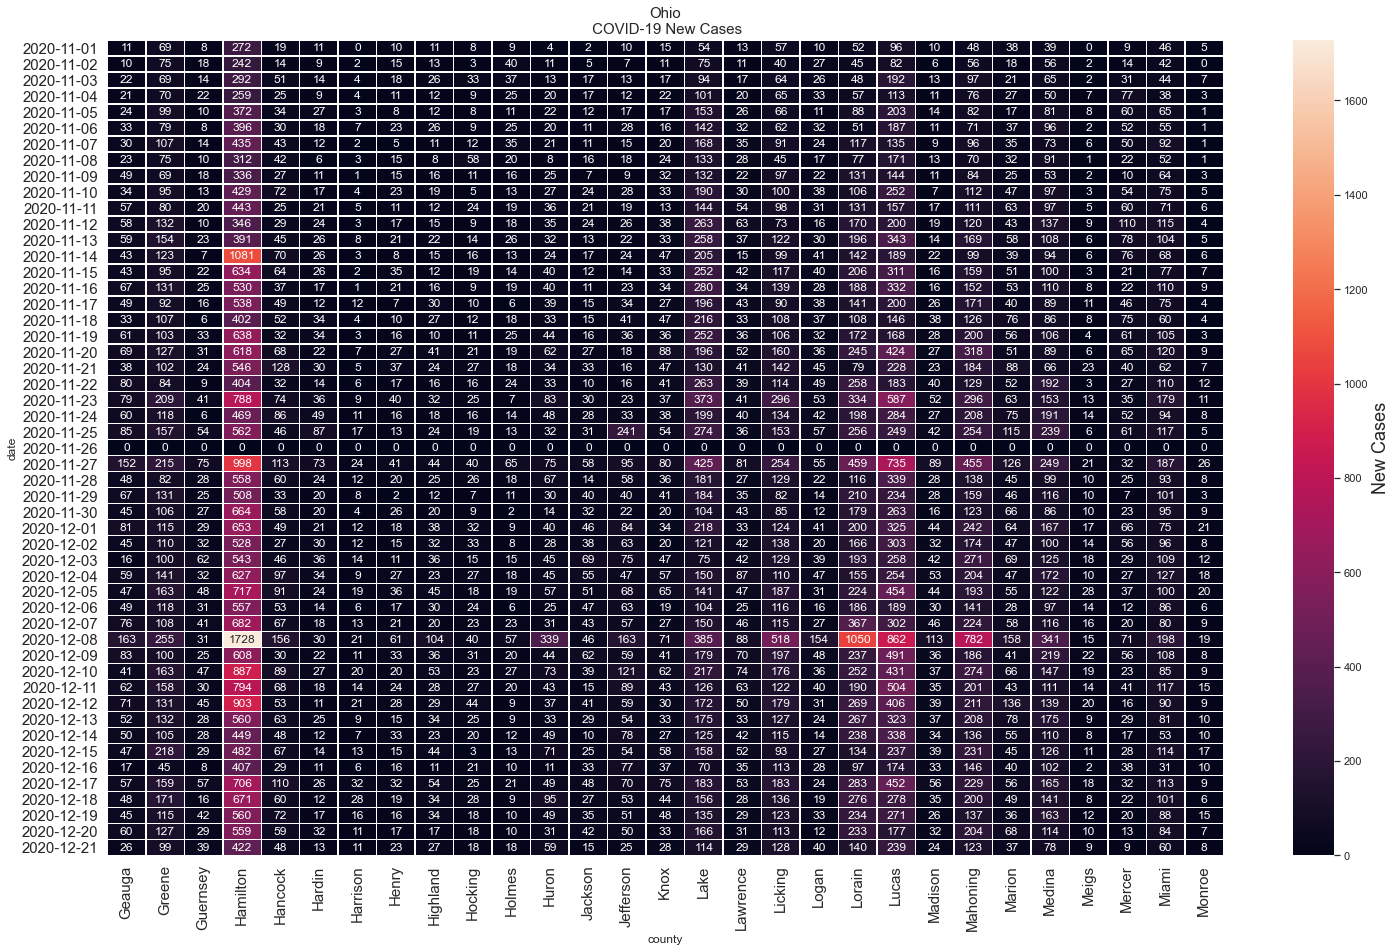 Ohio
COVID-19 New Cases
2020-11-01 11 69 8 272 19 11 0 10 11 8 9 4 2 10 15 54 13 57 10 52 96 10 48 38 39 0 9 46 5
2020-11-02 10 75 18 242 14 9 2 15 13 3 40 11 5 7 11 75 11 40 27 45 82 6 56 18 56 2 14 42 0
2020-11-03 22 69 14 292 51 14 4 18 26 33 37 13 17 13 17 94 17 64 26 48 192 13 97 21 65 2 31 44 7
2020-11-04 21 70 22 259 25 9 4 11 12 9 25 20 17 12 22 101 20 65 33 57 113 11 76 27 50 7 77 38 3
2020-11-05 24 99 10 372 34 27 3 8 12 8 11 22 12 17 17 153 26 66 11 88 203 14 82 17 81 8 60 65 1
2020-11-06 33 79 8 396 30 18 7 23 26 9 25 20 11 28 16 142 32 62 32 51 187 11 71 37 96 2 52 55 1
2020-11-07 30 107 14 435 43 12 2 5 11 12 35 21 11 15 20 168 35 91 24 117 135 9 96 35 73 6 50 92 1
2020-11-08 23 75 10 312 42 6 3 15 8 58 20 8 16 18 24 133 28 45 17 77 171 13 70 32 91 1 22 52 1
2020-11-09 49 69 18 336 27 11 1 15 16 11 16 25 7 9 32 132 22 97 22 131 144 11 84 25 53 2 10 64 3
2020-11-10 34 95 13 429 72 17 4 23 19 5 13 27 24 28 33 190 30 100 38 106 252 7 112 47 97 3 54 75 5
2020-11-11 57 80 20 443 25 21 5 11 12 24 19 36 21 19 13 144 54 98 31 131 157 17 111 63 97 5 60 71 6
2020-11-12 58 132 10 346 29 24 3 17 15 9 18 35 24 26 38 263 63 73 16 170 200 19 120 43 137 9 110 115 4
2020-11-13 59 154 23 391 45 26 8 21 22 14 26 32 13 22 33 258 37 122 30 196 343 14 169 58 108 6 78 104 5
2020-11-14 43 123 7 1081 70 26 3 8 15 16 13 24 17 24 47 205 15 99 41 142 189 22 99 39 94 6 76 68 6
2020-11-15 43 95 22 634 64 26 2 35 12 19 14 40 12 14 33 252 42 117 40 206 311 16 159 51 100 3 21 77 7
2020-11-16 67 131 25 530 37 17 1 21 16 9 19 40 11 23 34 280 34 139 28 188 332 16 152 53 110 8 22 110 9
2020-11-17 49 92 16 538 49 12 12 7 30 10 6 39 15 34 27 196 43 90 38 141 200 26 171 40 89 11 46 75 4
2020-11-18 33 107 6 402 52 34 4 10 27 12 18 33 15 41 47 216 33 108 37 108 146 38 126 76 86 8 75 60 4
2020-11-19 61 103 33 638 32 34 3 16 10 11 25 44 16 36 36 252 36 106 32 172 168 28 200 56 106 4 61 105 3
2020-11-20 69 127 31 618 68 22 7 27 41 21 19 62 27 18 88 196 52 160 36 245 424 27 318 51 89 6 65 120 9
2020-11-21 38 102 24 546 128 30 5 37 24 27 18 34 33 16 47 130 41 142 45 79 228 23 184 88 66 23 40 62 7
2020-11-22 80 84 9 404 32 14 6 17 16 16 24 33 10 16 41 263 39 114 49 258 183 40 129 52 192 3 27 110 12
2020-11-23 79 209 41 788 74 36 9 40 32 25 7 83 30 23 37 373 41 296 53 334 587 52 296 63 153 13 35 179 11
2020-11-24 60 118 6 469 86 49 11 16 18 16 14 48 28 33 38 199 40 134 42 198 284 27 208 75 191 14 52 94 8
2020-11-25 85 157 54 562 46 87 17 13 24 19 13 32 31 241 54 274 36 153 57 256 249 42 254 115 239 6 61 117 5
2020-11-26 0 0 0 0 0 0 0 0 0 0 0 0 0 0 0 0 0 0 0 0 0 0 0 0 0 0 0 0 0
2020-11-27 152 215 75 998 113 73 24 41 44 40 65 75 58 95 80 425 81 254 55 459 735 89 455 126 249 21 32 187 26
2020-11-28 48 82 28 558 60 24 12 20 25 26 18 67 14 58 36 181 27 129 22 116 339 28 138 45 99 10 25 93 8
2020-11-29 67 131 25 508 33 20 8 2 12 7 11 30 40 40 41 184 35 82 14 210 234 28 159 46 116 10 7 101 3
2020-11-30 45 106 27 664 58 20 4 26 20 9 2 14 32 22 20 104 43 85 12 179 263 16 123 66 86 10 23 95 9
2020-12-01 81 115 29 653 49 21 12 18 38 32 9 40 46 84 34 218 33 124 41 200 325 44 242 64 167 17 66 75 21
2020-12-02 45 110 32 528 27 30 12 15 32 33 8 28 38 63 20 121 42 138 20 166 303 32 174 47 100 14 56 96 8
2020-12-03 16 100 62 543 46 36 14 11 36 15 15 45 69 75 47 75 42 129 39 193 258 42 271 69 125 18 29 109 12
2020-12-04 59 141 32 627 97 34 9 27 23 27 18 45 55 47 57 150 87 110 47 155 254 53 204 47 172 10 27 127 18
2020-12-05 47 163 48 717 91 24 19 36 45 18 19 57 51 68 65 141 47 187 31 224 454 44 193 55 122 28 37 100 20
2020-12-06 49 118 31 557 53 14 6 17 30 24 6 25 47 63 19 104 25 116 16 186 189 30 141 28 97 14 12 86 6
2020-12-07 76 108 41 682 67 18 13 21 20 23 23 31 43 57 27 150 27 115 27 367 302 46 224 58 116 16 20 80 9
2020-12-08 163 255 31 1728 156 30 21 61 104 40 57 339 46 163 71 385 88 518 154 1050 862 113 782 158 341 15 71 198 19
2020-12-09 83 100 25 608 30 22 11 33 36 31 20 44 62 59 41 179 70 197 48 237 491 36 186 41 219 22 56 108 8
2020-12-10 41 163 47 887 89 27 20 20 53 23 27 73 39 121 62 217 74 176 36 252 431 37 274 66 147 19 23 85 9
2020-12-11 62 158 30 794 68 18 14 24 28 27 20 43 15 89 43 126 63 122 40 190 504 35 201 43 111 14 41 117 15
2020-12-12 71 131 45 903 53 11 21 28 29 44 9 37 41 59 30 172 50 179 31 269 406 39 211 136 139 20 16 90 9
2020-12-13 52 132 28 560 63 25 9 15 34 25 9 33 29 54 33 175 33 127 24 267 323 37 208 78 175 9 29 81 10
2020-12-14 50 105 28 449 48 12 7 33 23 20 12 49 10 78 27 125 42 115 14 238 338 34 136 55 110 8 17 53 10
2020-12-15 47 218 29 482 67 14 13 15 44 3 13 71 25 54 58 158 52 93 27 134 237 39 231 45 126 11 28 114 17
2020-12-16 17 45 8 407 29 11 6 16 11 21 10 11 33 77 37 70 35 113 28 97 174 33 146 40 102 2 38 31 10
2020-12-17 57 159 57 706 110 26 32 32 54 25 21 49 48 70 75 183 53 183 24 283 452 56 229 56 165 18 32 113 9
2020-12-18 48 171 16 671 60 12 28 19 34 28 9 95 27 53 44 156 28 136 19 276 278 35 200 49 141 8 22 101 6
2020-12-19 45 115 42 560 72 17 16 16 34 18 10 49 35 51 48 135 29 123 33 234 271 26 137 36 163 12 20 88 15
2020-12-20 60 127 29 559 59 32 11 17 17 18 10 31 42 50 33 166 31 113 12 233 177 32 204 68 114 10 13 84 7
2020-12-21 26 99 39 422 48 13 11 23 27 18 18 59 15 25 28 114 29 128 40 140 239 24 123 37 78 9 9 60 8
Geauga Greene Guernsey Hamilton Hancock Hardin Harrison Henry Highland Hocking Holmes Huron Jackson Jefferson Knox Lake Lawrence Licking Logan Lorain Lucas Madison Mahoning Marion Medina Meigs Mercer Miami Monroe
county
date
1600
1400
1200
1000
800
600
400
200
0
New Cases